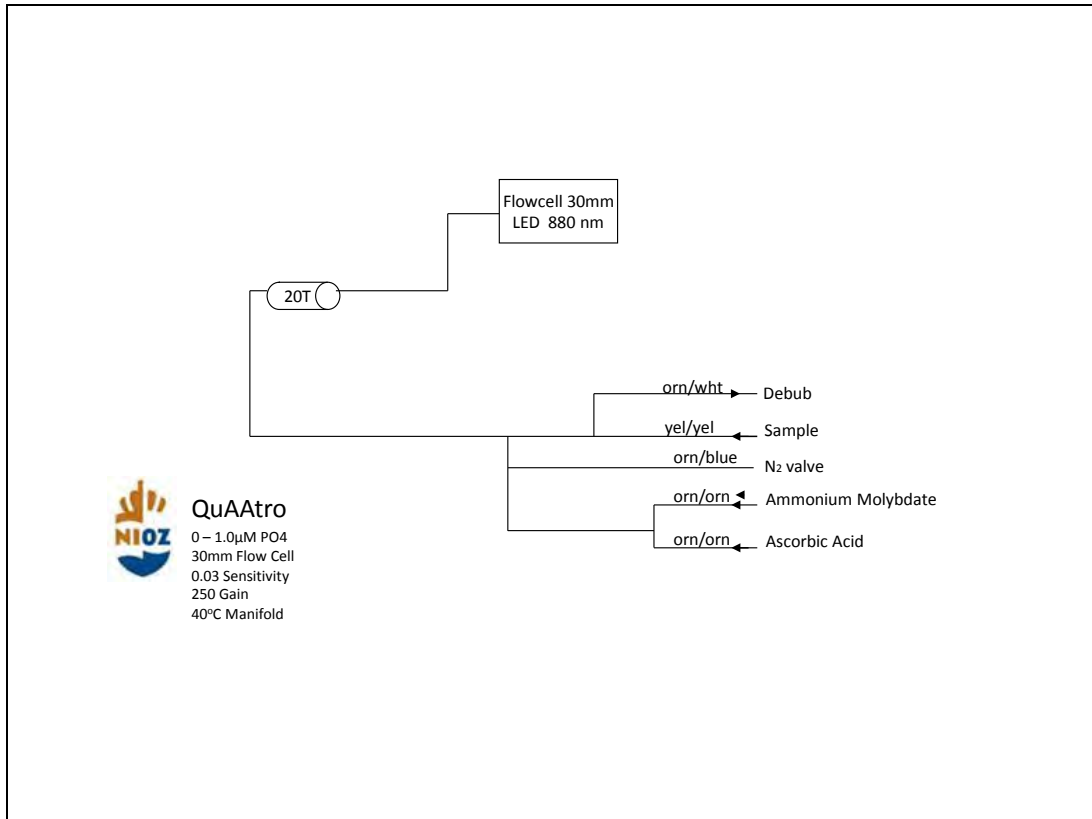 Flowcell 30mm
LED 880 nm
20T
orn/wht Debub
yel/yel Sample
orn/blue N2 valve
orn/orn Ammonium Molybdate
orn/orn Ascorbic Acid
NIOZ
QuAAtro
0 – 1.0µM PO4
30mm Flow Cell
0.03 Sensitivity
250 Gain
40°C Manifold